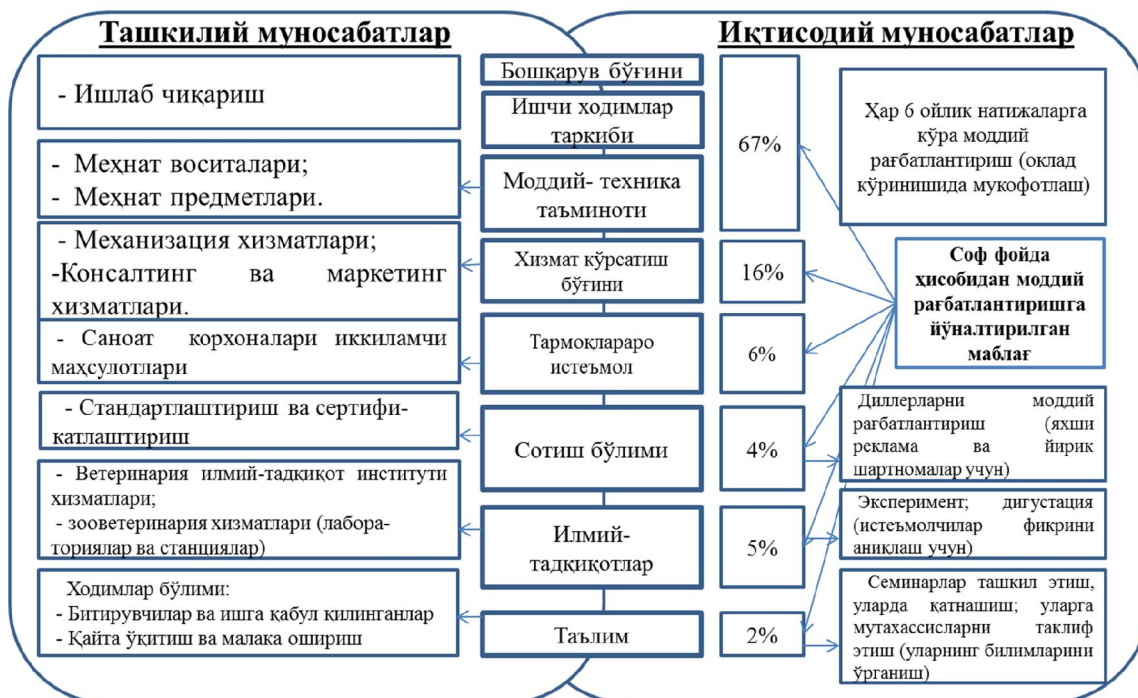 Ташкилий муносабатлар
Иқтисодий муносабатлар
- Ишлаб чиқариш
- Меҳнат воситалари;
- Меҳнат предметлари.
- Механизация хизматлари;
-Консалтинг ва маркетинг
хизматлари.
- Саноат корхоналари иккиламчи
маҳсулотлари
- Стандартлаштириш ва сертифи-
катлаштириш
- Ветеринария илмий-тадқиқот институти
хизматлари;
- зооветеринария хизматлари (лабора-
ториялар ва станциялар)
Ходимлар бўлими:
- Битирувчилар ва ишга қабул қилинганлар
- Қайта ўқитиш ва малака ошириш
Бошқарув бўғини
Ишчи ходимлар
таркиби
Моддий- техника
таъминоти
Хизмат кўрсатиш
бўғини
Тармоқлараро
истеъмол
Сотиш бўлими
Илмий-
тадқиқотлар
Таълим
67%
16%
6%
4%
5%
2%
Ҳар 6 ойлик натижаларга
кўра моддий
рағбатлантириш (оклад
кўринишида мукофотлаш)
Соф фойда
ҳисобидан моддий
рағбатлантиришга
йўналтирилган
маблағ
Диллерларни моддий
рағбатлантириш (яхши
реклама ва йирик
шартномалар учун)
Эксперимент; дигустация
(истеъмолчилар фикрини
аниқлаш учун)
Семинарлар ташкил этиш,
уларда қатнашиш; уларга
мутахассисларни таклиф
этиш (уларнинг билимларини
ўрганиш)